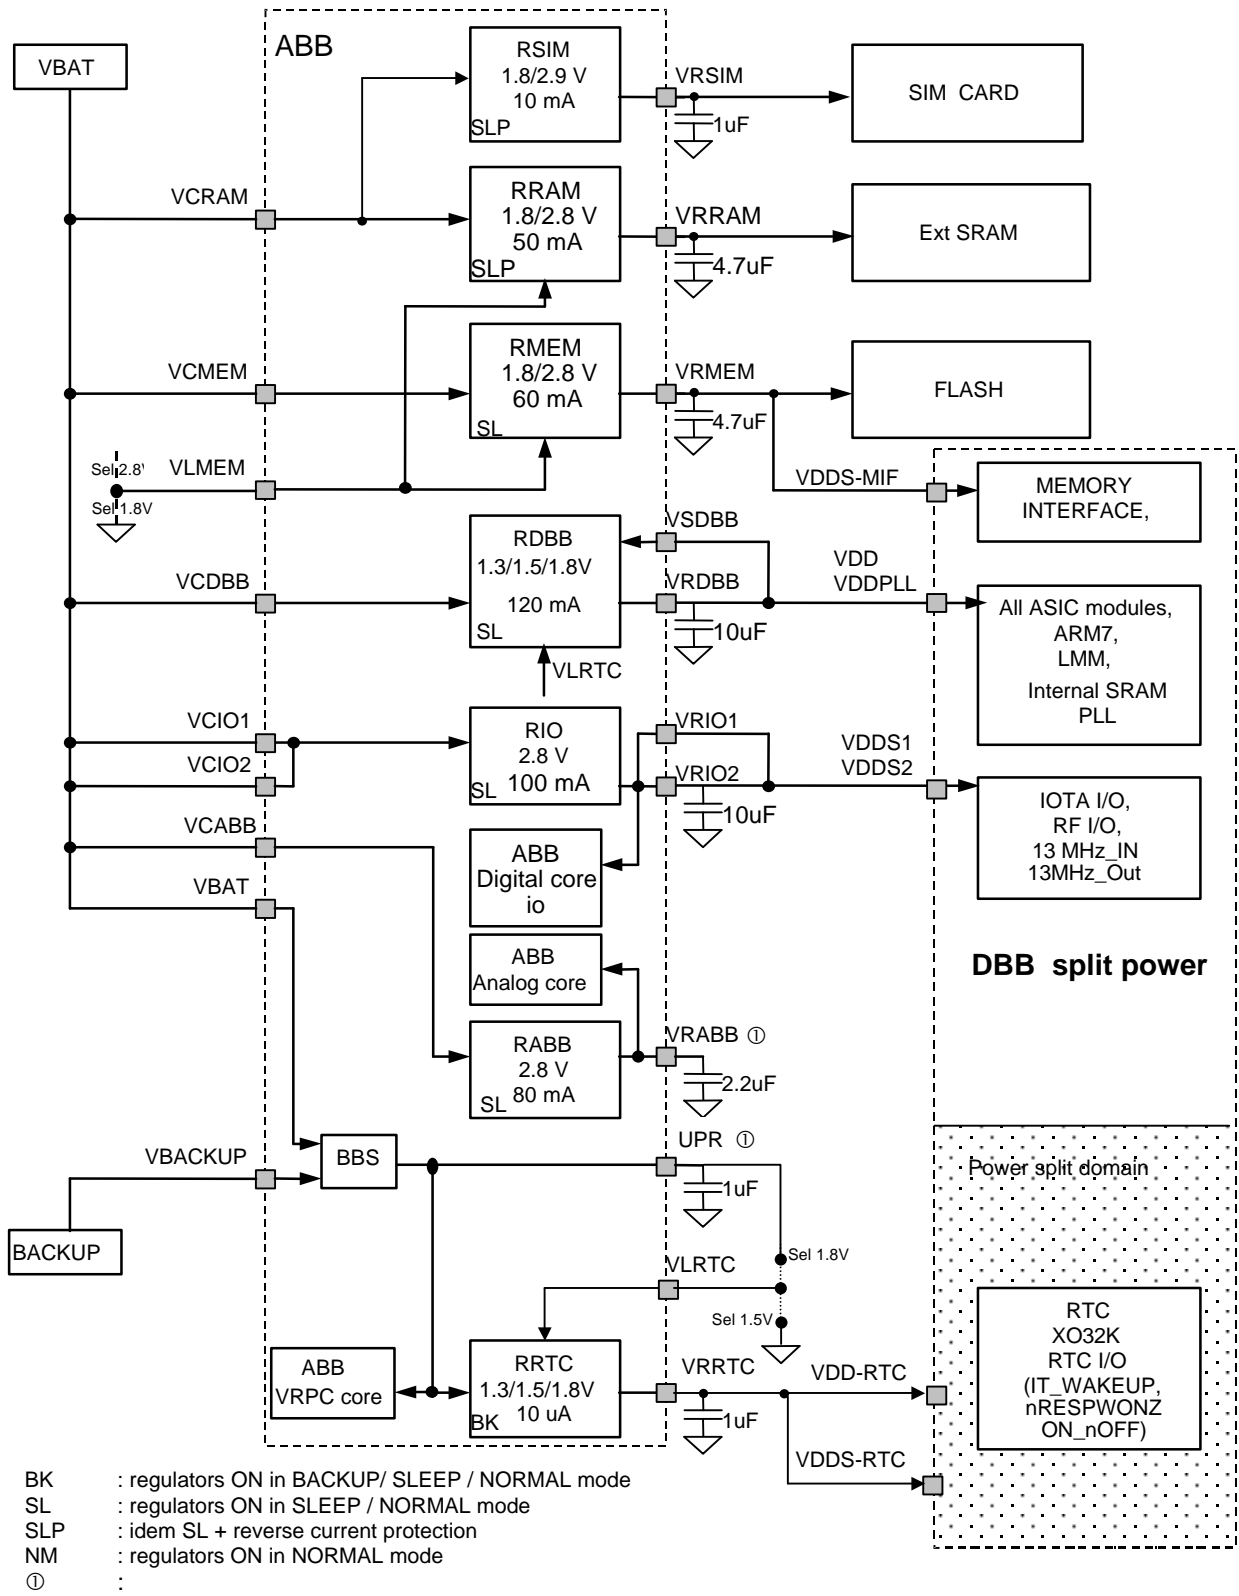 ABB
VBAT
RSIM
1.8/2.9 V
10 mA
SLP
VRSIM
1uF
SIM CARD
VCRAM
RRAM
1.8/2.8 V
50 mA
SLP
VRRAM
4.7uF
Ext SRAM
VCMEM
RMEM
1.8/2.8 V
60 mA
SL
VRMEM
4.7uF
FLASH
Sel 2.8V
Sel 1.8V
VLMEM
VDDS-MIF
MEMORY
INTERFACE,
VSDBB
VCDBB
RDBB
1.3/1.5/1.8V
120 mA
SL
VLRTC
VRDBB
10uF
VDD
VDDPLL
All ASIC modules,
ARM7,
LMM,
Internal SRAM
PLL
VCIO1
VCIO2
RIO
2.8 V
SL 100 mA
VRIO1
VRIO2
10uF
VDDS1
VDDS2
IOTA I/O,
RF I/O,
13 MHz_IN
13MHz_Out
VCABB
VBAT
ABB
Digital core
io
ABB
Analog core
DBB split power
RABB
2.8 V
80 mA
SL
VRABB ①
2.2uF
VBACKUP
BBS
UPR ①
1uF
BACKUP
Power split domain
Sel 1.8V
VLRTC
Sel 1.5V
ABB
VRPC core
RRTC
1.3/1.5/1.8V
10 uA
BK
VRRTC
1uF
VDD-RTC
VDDS-RTC
RTC
XO32K
RTC I/O
(IT_WAKEUP,
nRESPWONZ
ON_nOFF)
BK : regulators ON in BACKUP/ SLEEP / NORMAL mode
SL : regulators ON in SLEEP / NORMAL mode
SLP : idem SL + reverse current protection
NM : regulators ON in NORMAL mode
① :